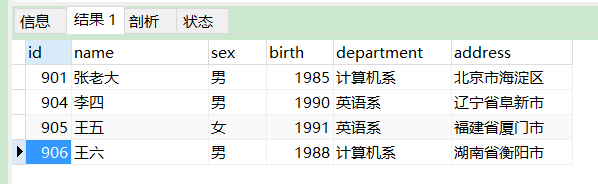 信息 结果 1 剖析 状态
id name sex birth department address
901 张老大 男 1985 计算机系 北京市海淀区
904 李四 男 1990 英语系 辽宁省阜新市
905 王五 女 1991 英语系 福建省厦门市
906 王六 男 1988 计算机系 湖南省衡阳市